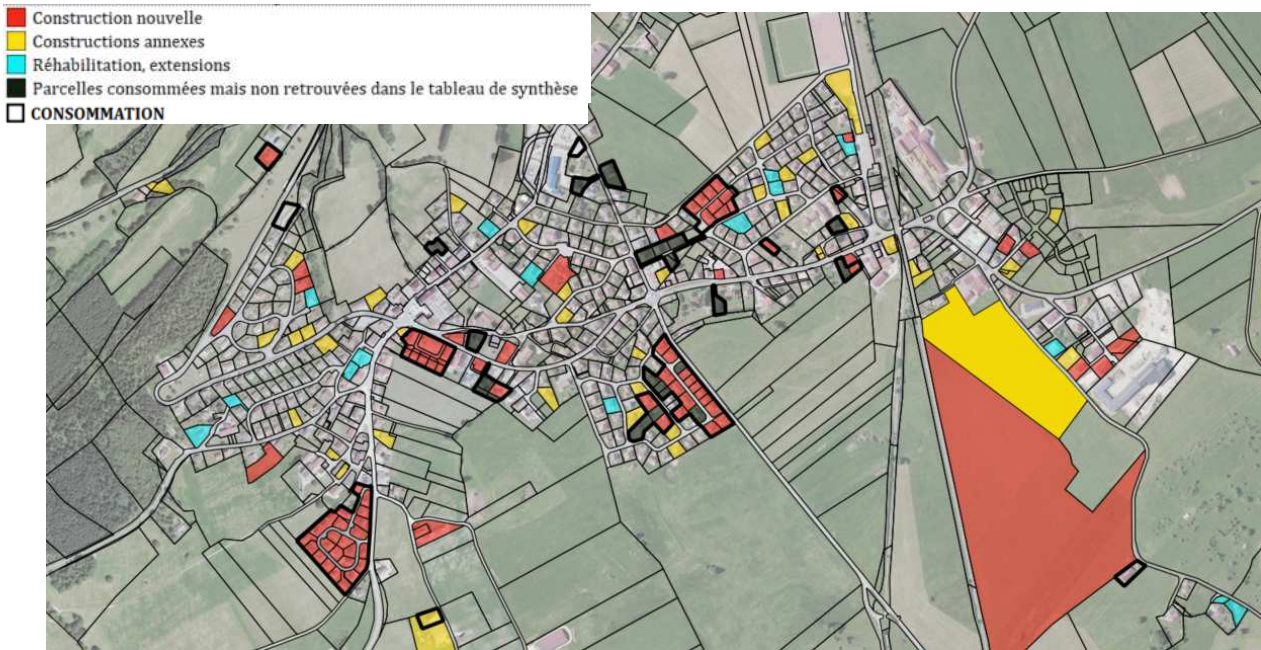 Construction nouvelle
Constructions annexes
Réhabilitation, extensions
Parcelles consommées mais non retrouvées dans le tableau de synthèse
CONSOMMATION